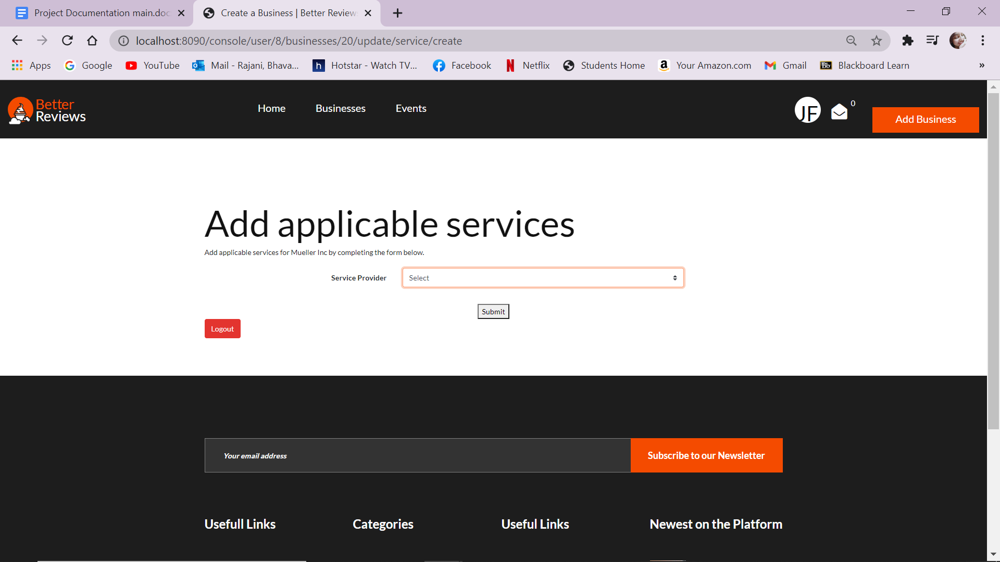 Project Documentation main.doc
Create a Business | Better Review
localhost:8090/console/user/8/businesses/20/update/service/create
Apps
Google
YouTube
Mail - Rajani, Bhava...
h
Hotstar - Watch TV...
Facebook
Netflix
Students Home
a
Your Amazon.com
Gmail
Bb
Blackboard Learn
»
Better
Reviews
Home
Businesses
Events
JF
0
Add Business
Add applicable services
Add applicable services for Mueller Inc by completing the form below.
Service Provider
Select
Submit
Logout
Your email address
Subscribe to our Newsletter
Usefull Links
Categories
Useful Links
Newest on the Platform